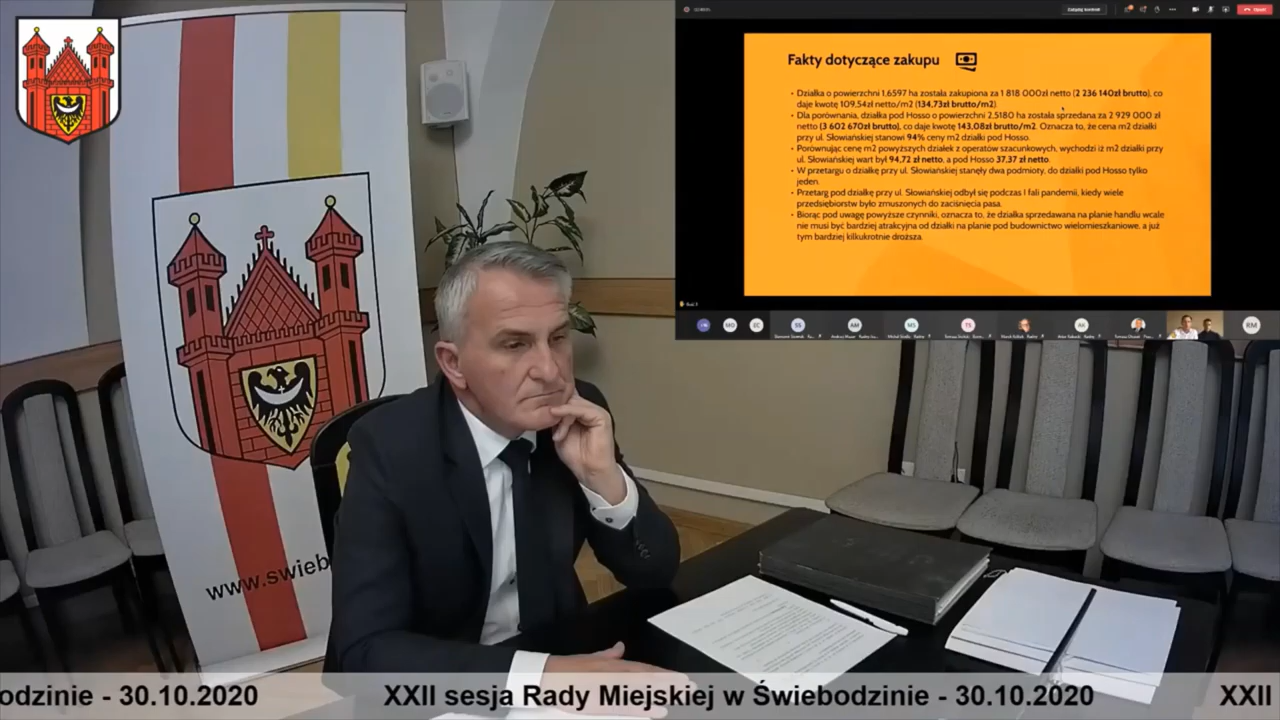 Fakty dotyczące zakupu
• Działka o powierzchni 1.6597 ha została zakupiona za 1 818 000zł netto (2 236 140zł brutto), co
daje kwotę 109.54zł netto/m2 (134,73zł brutto/m2).
• Dla porównania, działka pod Hosso o powierzchni 2,5180 ha została sprzedana za 2 929 000 zł
netto (3 602 670zł brutto), co daje kwotę 143,08zł brutto/m2. Oznacza to, że cena m2 działki
przy ul. Słowiańskiej stanowi 94% ceny m2 działki pod Hosso.
• Porównując cenę m2 powyższych działek z operatów szacunkowych, wychodzi iż m2 działki przy
ul. Słowiańskiej wart był 94,72 zł netto, a pod Hosso 37.37 zł netto.
• W przetargu o działkę przy ul. Słowiańskiej stanęły dwa podmioty, do działki pod Hosso tylko
jeden.
• Przetarg pod działkę przy ul. Słowiańskiej odbył się podczas I fali pandemii, kiedy wiele
przedsiębiorstw było zmuszonych do zaciśnięcia pasa.
• Biorąc pod uwagę powyższe czynniki, oznacza to, że działka sprzedawana na planie handlu wcale
nie musi być bardziej atrakcyjna od działki na planie pod budownictwo wielomieszkaniowe, a już
tym bardziej kilkukrotnie droższa.
MO
EC
SS
AM
MS
TS
AK
RM
www.swieb
odzinie - 30.10.2020 XXII sesja Rady Miejskiej w Świebodzinie - 30.10.2020 XXII